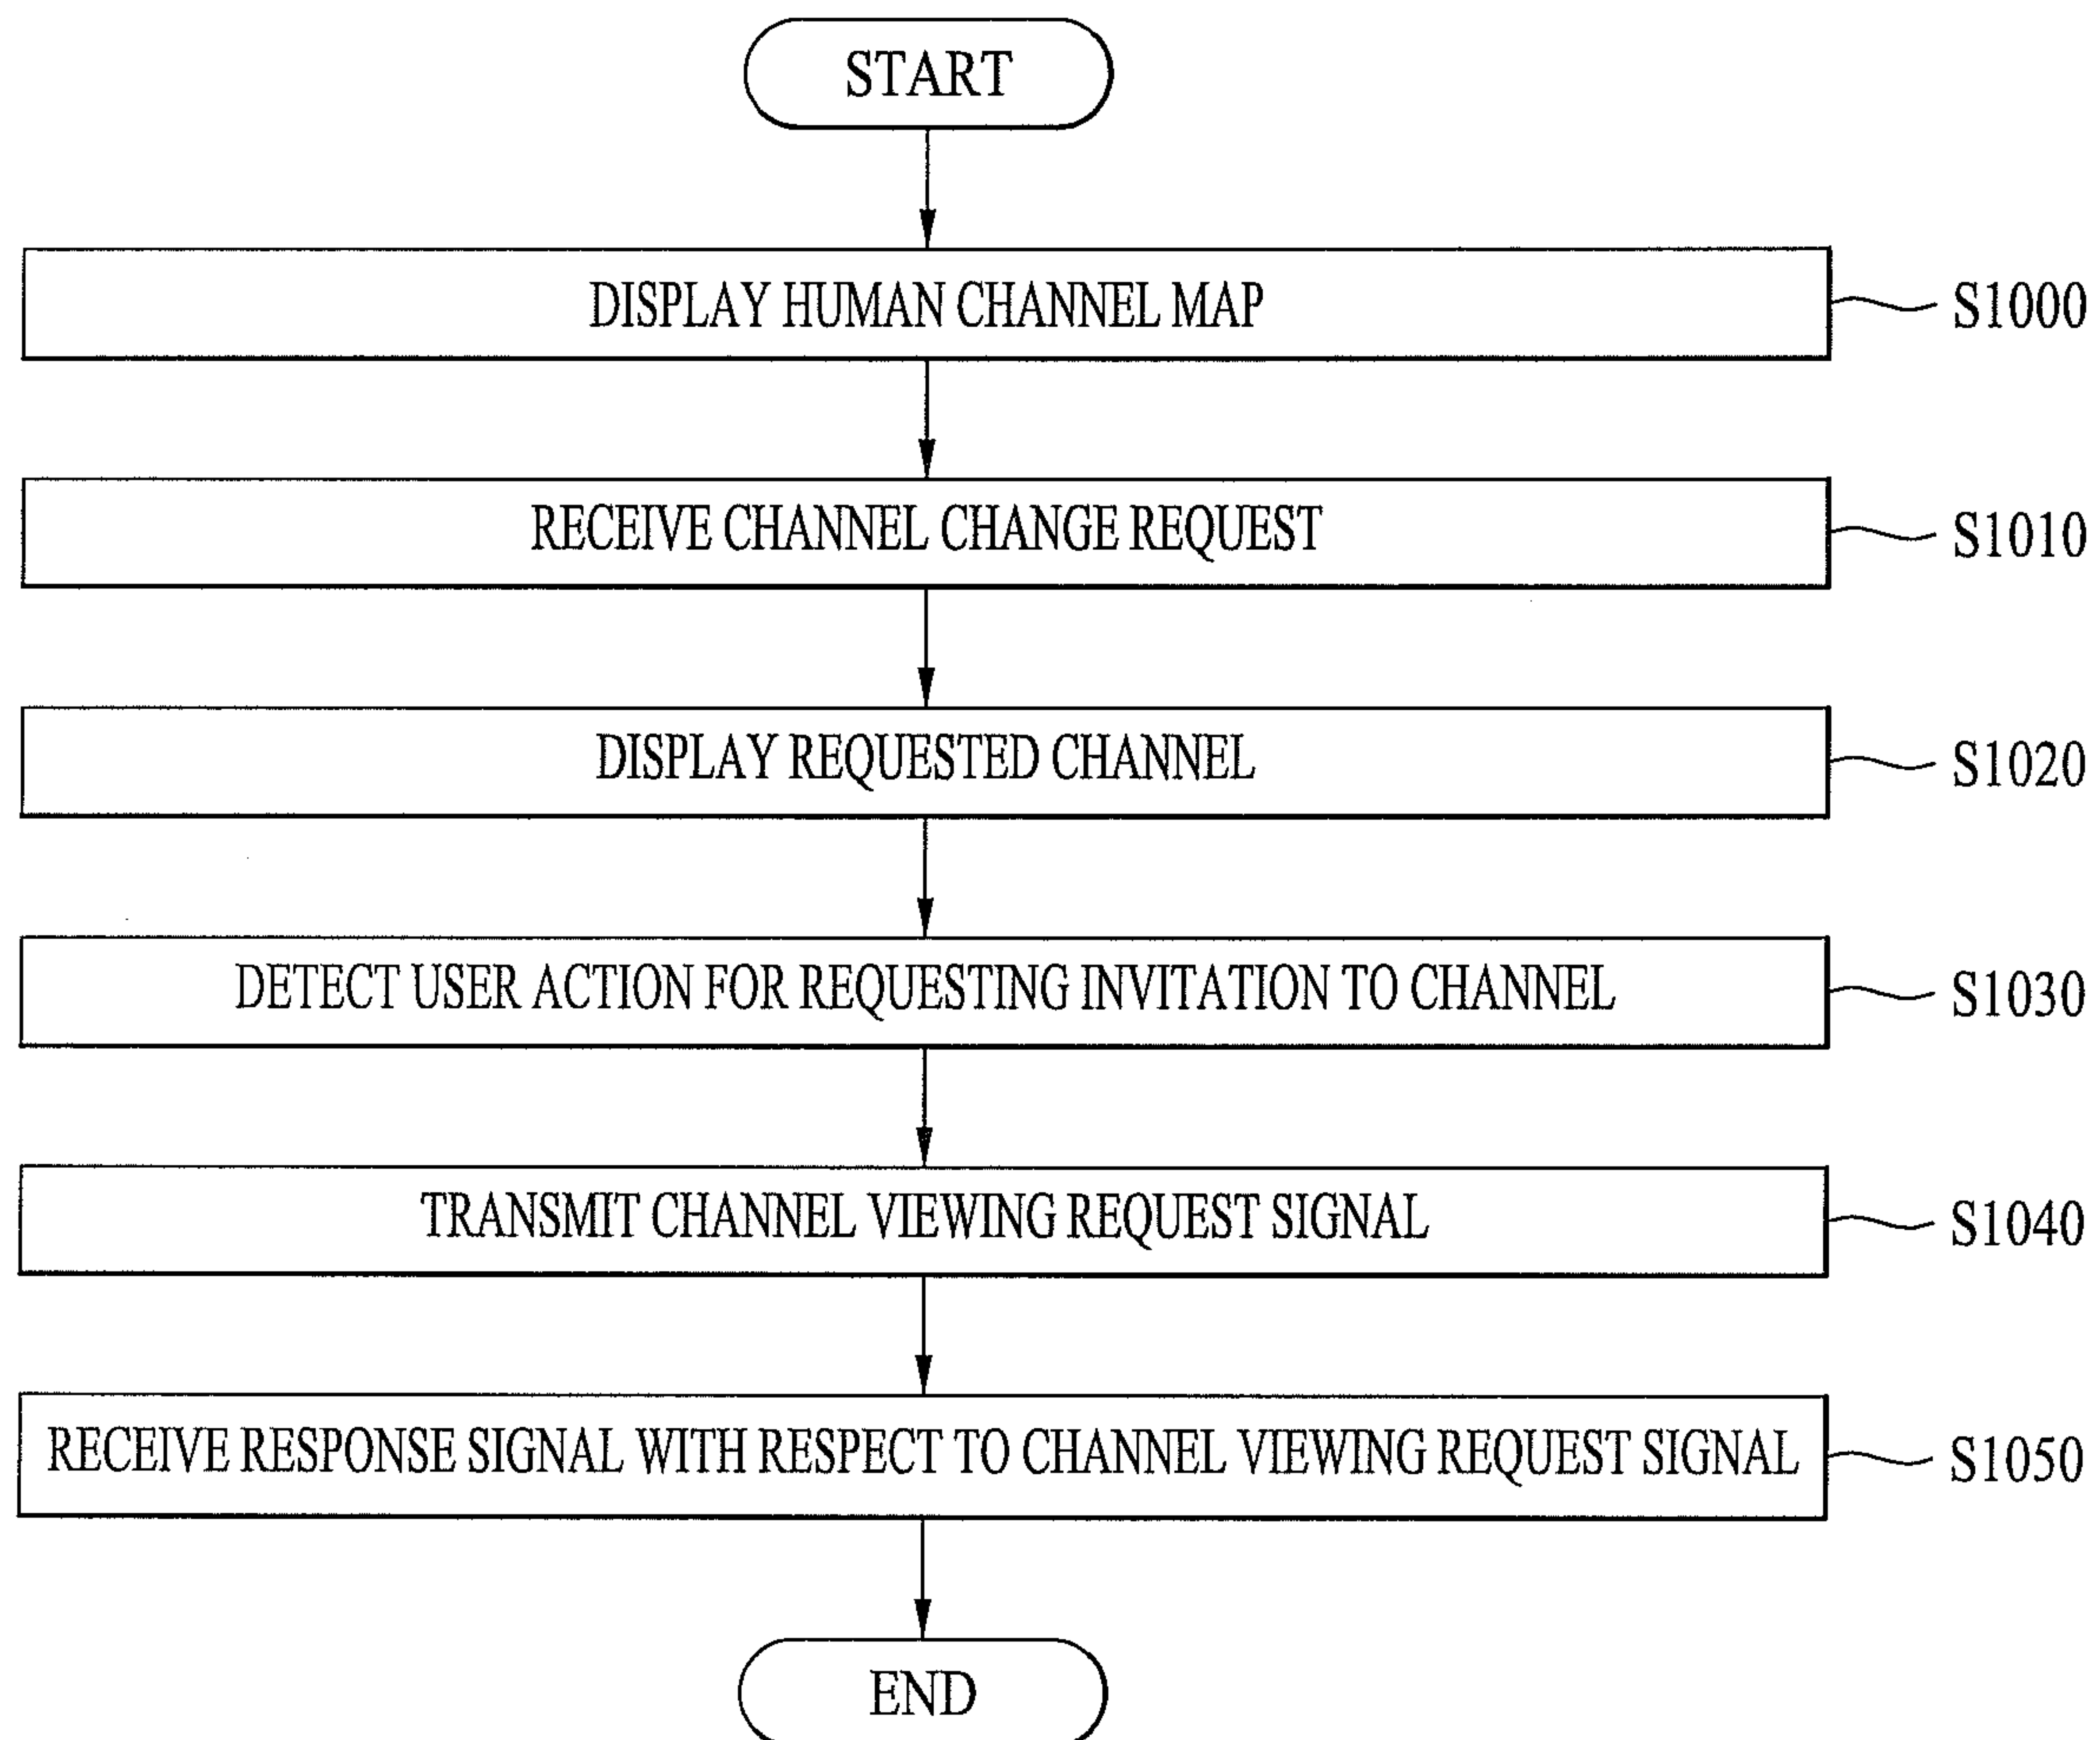 START
DISPLAY HUMAN CHANNEL MAP
S1000
RECEIVE CHANNEL CHANGE REQUEST
S1010
DISPLAY REQUESTED CHANNEL
S1020
DETECT USER ACTION FOR REQUESTING INVITATION TO CHANNEL
S1030
TRANSMIT CHANNEL VIEWING REQUEST SIGNAL
S1040
RECEIVE RESPONSE SIGNAL WITH RESPECT TO CHANNEL VIEWING REQUEST SIGNAL
S1050
END